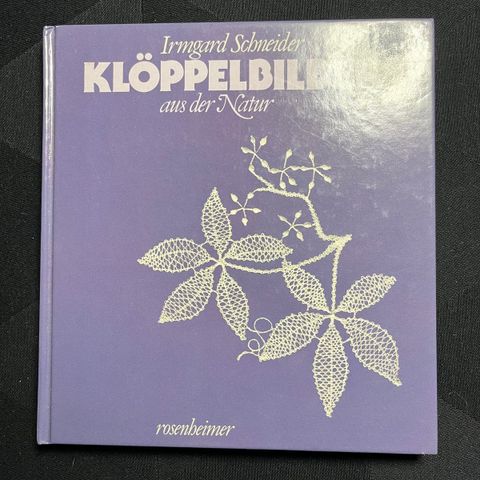 Irmgard Schneider
KLÖPPELBIL
aus der Natur
rosenheimer